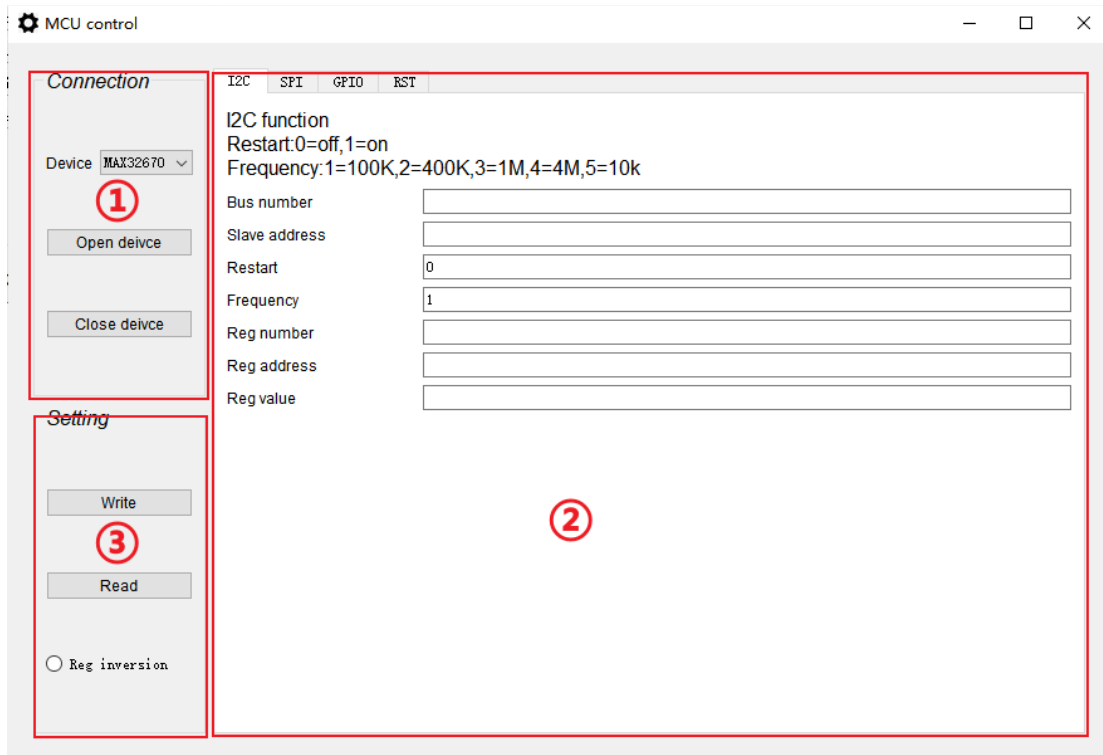 MCU control
Connection
Device MAX32670
①
Open deivce
Close deivce
Setting
Write
③
Read
Reg inversion
I2C SPI GPIO RST
I2C function
Restart:0=off,1=on
Frequency:1=100K,2=400K,3=1M,4=4M,5=10k
Bus number
Slave address
Restart 0
Frequency 1
Reg number
Reg address
Reg value
②